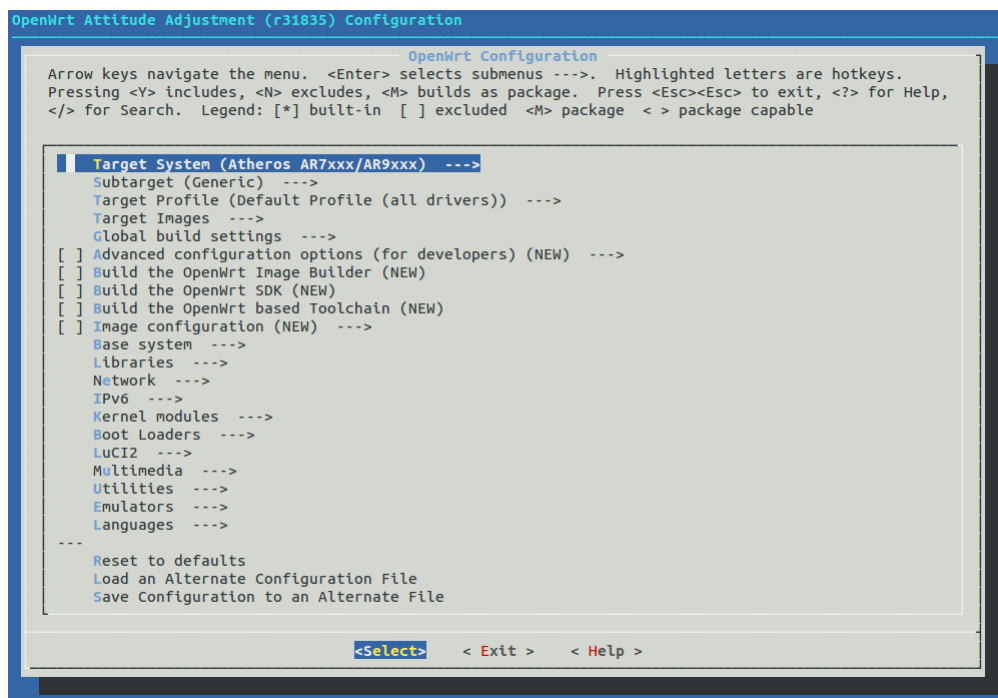 OpenWrt Attitude Adjustment (r31835) Configuration
OpenWrt Configuration
Arrow keys navigate the menu.  <Enter> selects submenus --->.  Highlighted letters are hotkeys.
Pressing <Y> includes, <N> excludes, <M> builds as package.  Press <Esc><Esc> to exit, <?> for Help,
</> for Search.  Legend: [*] built-in  [ ] excluded  <M> package  < > package capable
Target System (Atheros AR7xxx/AR9xxx)  --->
Subtarget (Generic)  --->
Target Profile (Default Profile (all drivers))  --->
Target Images  --->
Global build settings  --->
[ ] Advanced configuration options (for developers) (NEW)  --->
[ ] Build the OpenWrt Image Builder (NEW)
[ ] Build the OpenWrt SDK (NEW)
[ ] Build the OpenWrt based Toolchain (NEW)
[ ] Image configuration (NEW)  --->
Base system  --->
Libraries  --->
Network  --->
IPv6  --->
Kernel modules  --->
Boot Loaders  --->
LuCI2  --->
Multimedia  --->
Utilities  --->
Emulators  --->
Languages  --->
---
Reset to defaults
Load an Alternate Configuration File
Save Configuration to an Alternate File
<Select>    < Exit >    < Help >